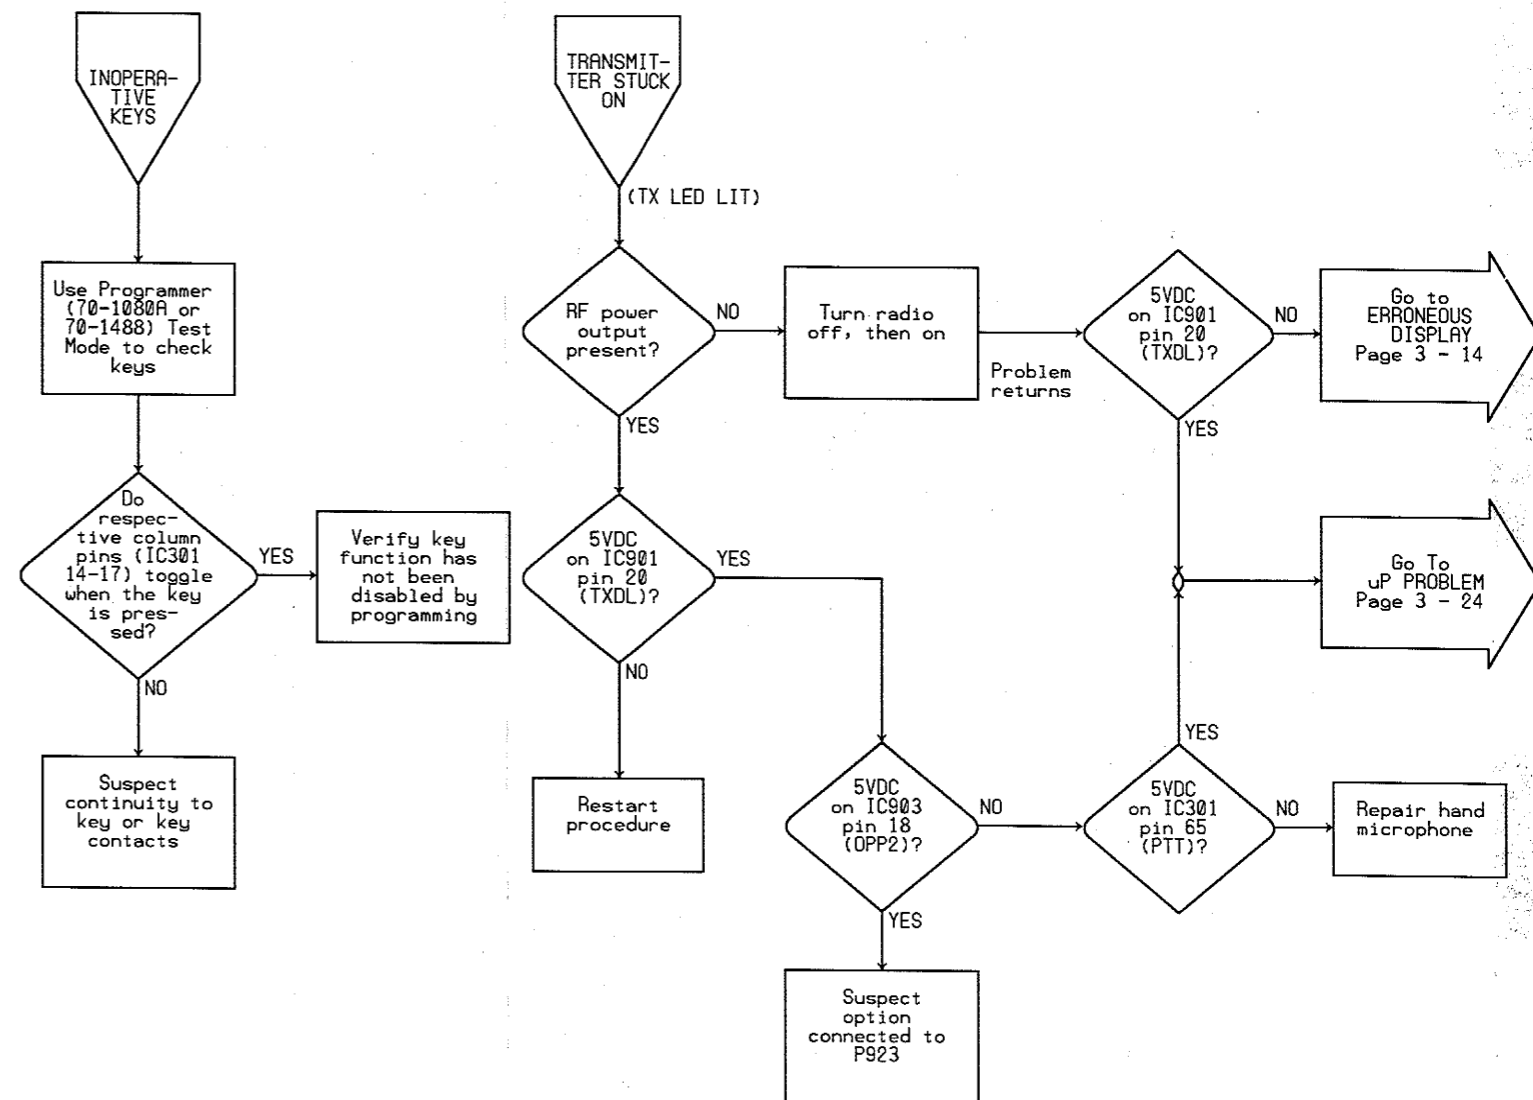 INOPERA-
TIVE
KEYS
Use Programmer
(70-1080A or
70-1488) Test
Mode to check
keys
Do
respec-
tive column
pins (IC301
14-17) toggle
when the key
is pres-
sed?
YES
Verify key
function has
not been
disabled by
programming
NO
Suspect
continuity to
key or key
contacts
TRANSMIT-
TER STUCK
ON
(TX LED LIT)
RF power
output
present?
NO
Turn radio
off, then on
Problem
returns
5VDC
on IC901
pin 20
(TXDL)?
NO
Go to
ERRONEOUS
DISPLAY
Page 3 - 14
YES
YES
5VDC
on IC901
pin 20
(TXDL)?
YES
Go To
uP PROBLEM
Page 3 - 24
NO
Restart
procedure
5VDC
on IC903
pin 18
(OPP2)?
NO
YES
5VDC
on IC301
pin 65
(PTT)?
NO
Repair hand
microphone
YES
Suspect
option
connected to
P923